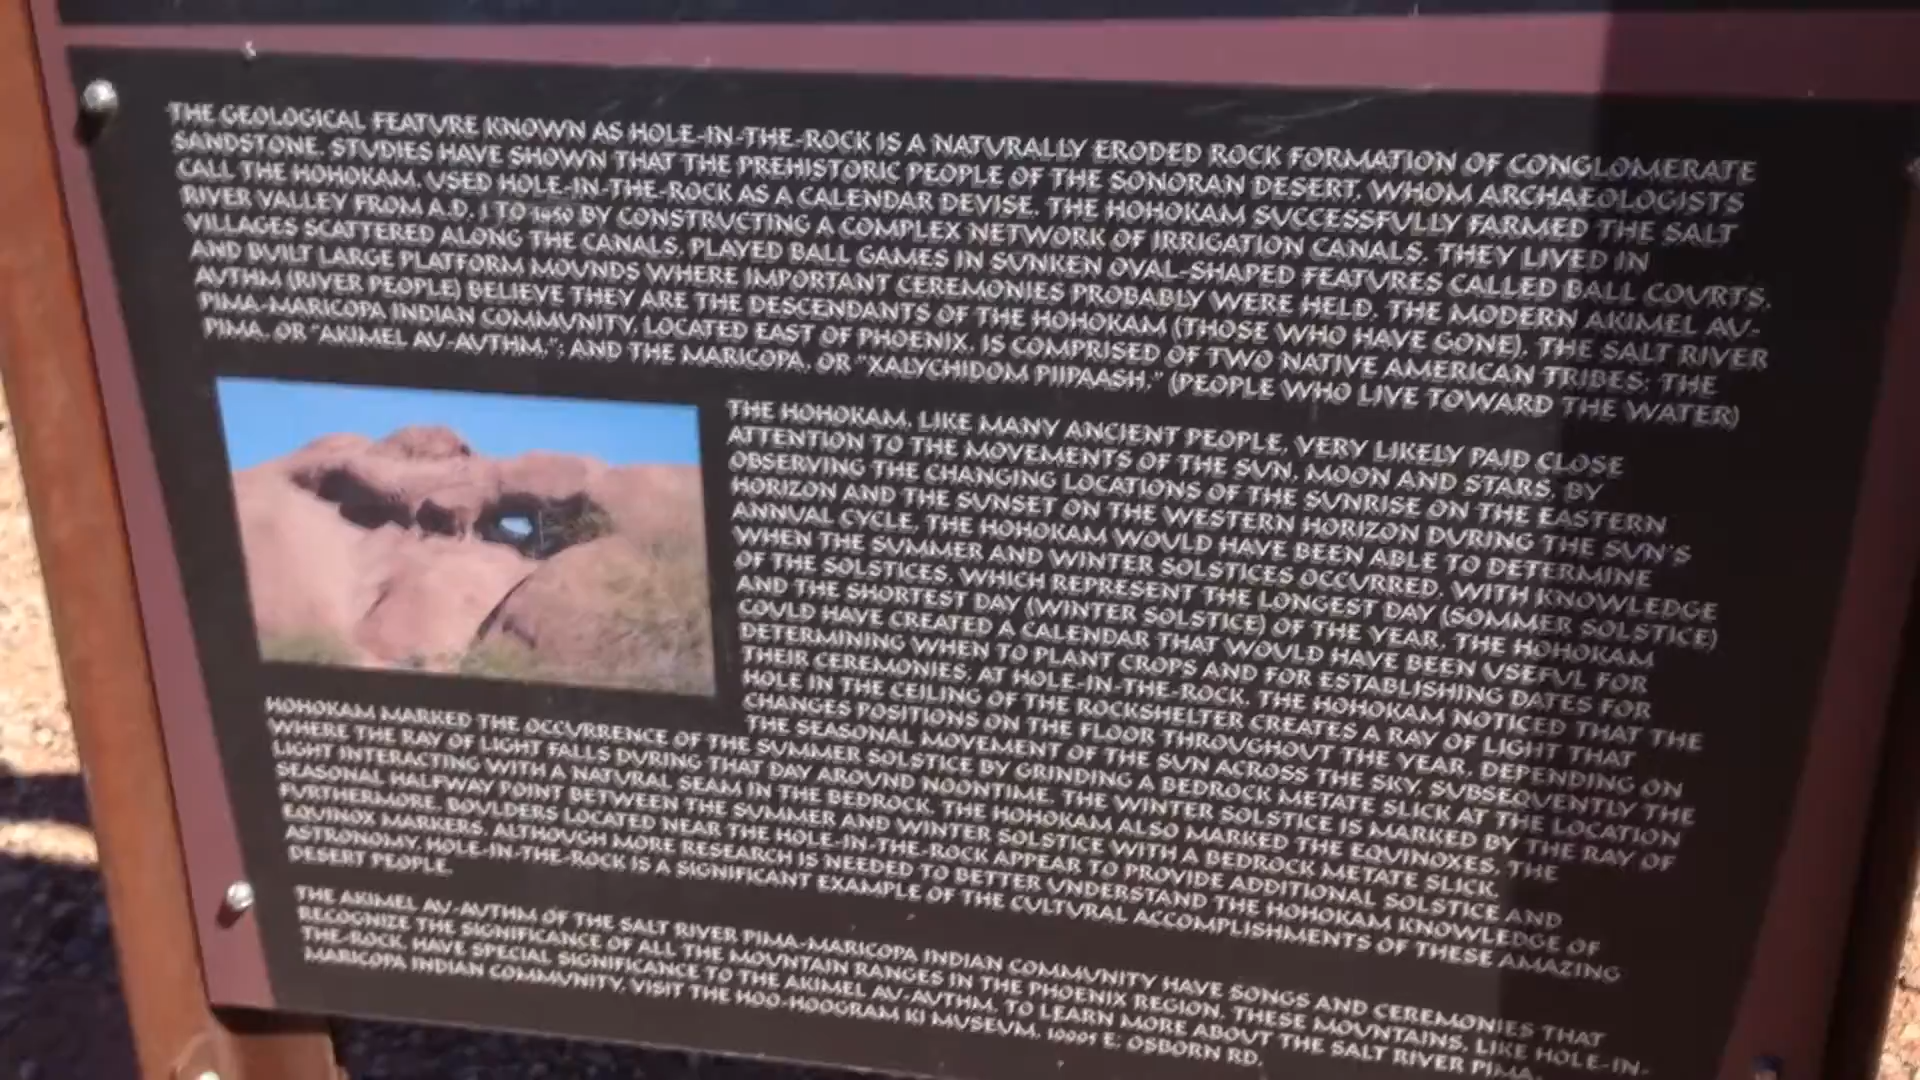 THE GEOLOGICAL FEATURE KNOWN AS HOLE-IN-THE-ROCK IS A NATURALLY ERODED ROCK FORMATION OF CONGLOMERATE
SANDSTONE. STUDIES HAVE SHOWN THAT THE PREHISTORIC PEOPLE OF THE SONORAN DESERT, WHOM ARCHAEOLOGISTS
CALL THE HOHOKAM, USED HOLE-IN-THE-ROCK AS A CALENDAR DEVISE. THE HOHOKAM SUCCESSFULLY FARMED THE SALT
RIVER VALLEY FROM A.D. 1 TO 1450 BY CONSTRUCTING A COMPLEX NETWORK OF IRRIGATION CANALS. THEY LIVED IN
VILLAGES SCATTERED ALONG THE CANALS, PLAYED BALL GAMES IN SUNKEN OVAL-SHAPED FEATURES CALLED BALL COURTS,
AND BUILT LARGE PLATFORM MOUNDS WHERE IMPORTANT CEREMONIES PROBABLY WERE HELD. THE MODERN AKIMEL AU-
AUTHM (RIVER PEOPLE) BELIEVE THEY ARE THE DESCENDANTS OF THE HOHOKAM (THOSE WHO HAVE GONE). THE SALT RIVER
PIMA-MARICOPA INDIAN COMMUNITY, LOCATED EAST OF PHOENIX, IS COMPRISED OF TWO NATIVE AMERICAN TRIBES: THE
PIMA, OR "AKIMEL AU-AUTHM,"; AND THE MARICOPA, OR "XALYCHIDOM PIIPAASH," (PEOPLE WHO LIVE TOWARD THE WATER)
THE HOHOKAM, LIKE MANY ANCIENT PEOPLE, VERY LIKELY PAID CLOSE
ATTENTION TO THE MOVEMENTS OF THE SUN, MOON AND STARS. BY
OBSERVING THE CHANGING LOCATIONS OF THE SUNRISE ON THE EASTERN
HORIZON AND THE SUNSET ON THE WESTERN HORIZON DURING THE SUN'S
ANNUAL CYCLE, THE HOHOKAM WOULD HAVE BEEN ABLE TO DETERMINE
WHEN THE SUMMER AND WINTER SOLSTICES OCCURRED. WITH KNOWLEDGE
OF THE SOLSTICES, WHICH REPRESENT THE LONGEST DAY (SOMMER SOLSTICE)
AND THE SHORTEST DAY (WINTER SOLSTICE) OF THE YEAR, THE HOHOKAM
COULD HAVE CREATED A CALENDAR THAT WOULD HAVE BEEN USEFUL FOR
DETERMINING WHEN TO PLANT CROPS AND FOR ESTABLISHING DATES FOR
THEIR CEREMONIES; AT HOLE-IN-THE-ROCK, THE HOHOKAM NOTICED THAT THE
HOLE IN THE CEILING OF THE ROCKSHELTER CREATES A RAY OF LIGHT THAT
CHANGES POSITIONS ON THE FLOOR THROUGHOUT THE YEAR, DEPENDING ON
THE SEASONAL MOVEMENT OF THE SUN ACROSS THE SKY. SUBSEQUENTLY THE
HOHOKAM MARKED THE OCCURRENCE OF THE SUMMER SOLSTICE BY GRINDING A BEDROCK METATE SLICK AT THE LOCATION
WHERE THE RAY OF LIGHT FALLS DURING THAT DAY AROUND NOONTIME. THE WINTER SOLSTICE IS MARKED BY THE RAY OF
LIGHT INTERACTING WITH A NATURAL SEAM IN THE BEDROCK. THE HOHOKAM ALSO MARKED THE EQUINOXES, THE
SEASONAL HALFWAY POINT BETWEEN THE SUMMER AND WINTER SOLSTICE WITH A BEDROCK METATE SLICK.
FURTHERMORE, BOULDERS LOCATED NEAR THE HOLE-IN-THE-ROCK APPEAR TO PROVIDE ADDITIONAL SOLSTICE AND
EQUINOX MARKERS. ALTHOUGH MORE RESEARCH IS NEEDED TO BETTER UNDERSTAND THE HOHOKAM KNOWLEDGE OF
ASTRONOMY, HOLE-IN-THE-ROCK IS A SIGNIFICANT EXAMPLE OF THE CULTURAL ACCOMPLISHMENTS OF THESE AMAZING
DESERT PEOPLE.
THE AKIMEL AU-AUTHM OF THE SALT RIVER PIMA-MARICOPA INDIAN COMMUNITY HAVE SONGS AND CEREMONIES THAT
RECOGNIZE THE SIGNIFICANCE OF ALL THE MOUNTAIN RANGES IN THE PHOENIX REGION. THESE MOUNTAINS, LIKE HOLE-IN-
THE-ROCK, HAVE SPECIAL SIGNIFICANCE TO THE AKIMEL AU-AUTHM. TO LEARN MORE ABOUT THE SALT RIVER PIMA-
MARICOPA INDIAN COMMUNITY, VISIT THE HOO-HOOGRAM KI MUSEUM, E. OSBORN RD.